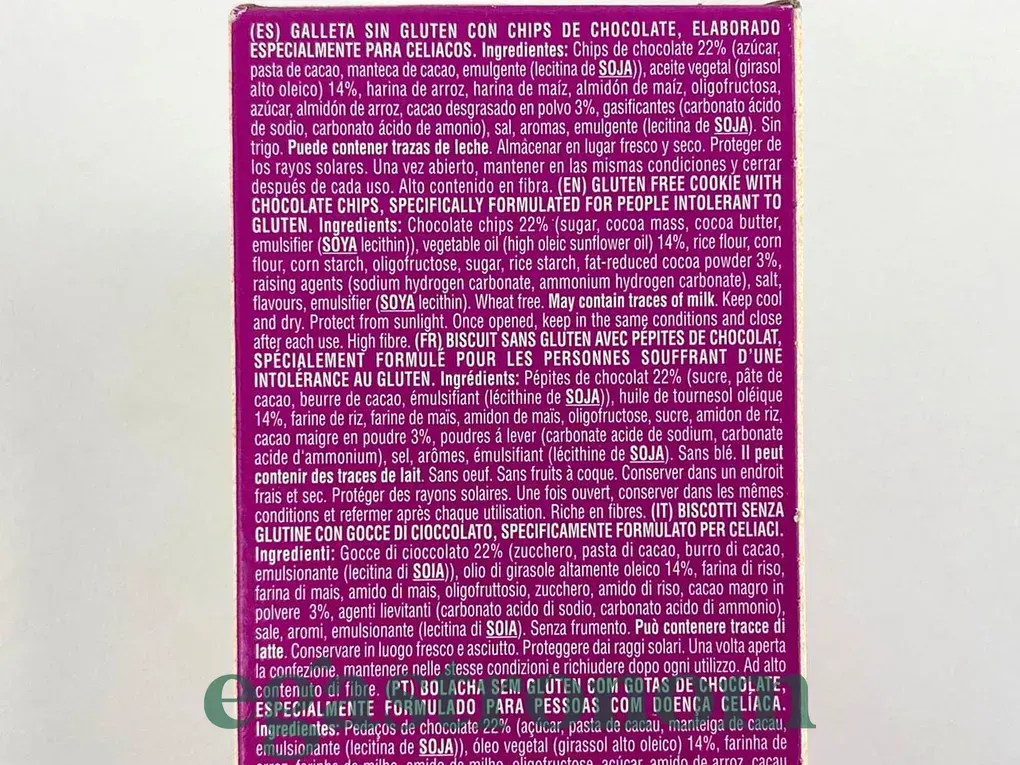 (ES) GALLETA SIN GLUTEN CON CHIPS DE CHOCOLATE, ELABORADO
ESPECIALMENTE PARA CELIACOS. Ingredientes: Chips de chocolate 22% (azúcar,
pasta de cacao, manteca de cacao, emulgente (lecitina de SOJA)), aceite vegetal (girasol
alto oleico) 14%, harina de arroz, harina de maíz, almidón de maíz, oligofructosa,
azúcar, almidón de arroz, cacao desgrasado en polvo 3%, gasificantes (carbonato ácido
de sodio, carbonato ácido de amonio), sal, aromas, emulgente (lecitina de SOJA). Sin
trigo. Puede contener trazas de leche. Almacenar en lugar fresco y seco. Proteger de
los rayos solares. Una vez abierto, mantener en las mismas condiciones y cerrar
después de cada uso. Alto contenido en fibra. (EN) GLUTEN FREE COOKIE WITH
CHOCOLATE CHIPS, SPECIFICALLY FORMULATED FOR PEOPLE INTOLERANT TO
GLUTEN. Ingredients: Chocolate chips 22% (sugar, cocoa mass, cocoa butter,
emulsifier (SOYA lecithin)), vegetable oil (high oleic sunflower oil) 14%, rice flour, corn
flour, corn starch, oligofructose, sugar, rice starch, fat-reduced cocoa powder 3%,
raising agents (sodium hydrogen carbonate, ammonium hydrogen carbonate), salt,
flavours, emulsifier (SOYA lecithin). Wheat free. May contain traces of milk. Keep cool
and dry. Protect from sunlight. Once opened, keep in the same conditions and close
after each use. High fibre. (FR) BISCUIT SANS GLUTEN AVEC PÉPITES DE CHOCOLAT,
SPÉCIALEMENT FORMULÉ POUR LES PERSONNES SOUFFRANT D'UNE
INTOLÉRANCE AU GLUTEN. Ingrédients: Pépites de chocolat 22% (sucre, pâte de
cacao, beurre de cacao, émulsifiant (lécithine de SOJA)), huile de tournesol oléique
14%, farine de riz, farine de maïs, amidon de maïs, oligofructose, sucre, amidon de riz,
cacao maigre en poudre 3%, poudres á lever (carbonate acide de sodium, carbonate
acide d'ammonium), sel, arômes, émulsifiant (lécithine de SOJA). Sans blé. Il peut
contenir des traces de lait. Sans oeuf. Sans fruits à coque. Conserver dans un endroit
frais et sec. Protéger des rayons solaires. Une fois ouvert, conserver dans les mêmes
conditions et refermer après chaque utilisation. Riche en fibres. (IT) BISCOTTI SENZA
GLUTINE CON GOCCE DI CIOCCOLATO, SPECIFICAMENTE FORMULATO PER CELIACI.
Ingredienti: Gocce di cioccolato 22% (zucchero, pasta di cacao, burro di cacao,
emulsionante (lecitina di SOIA)), olio di girasole altamente oleico 14%, farina di riso,
farina di mais, amido di mais, oligofruttosio, zucchero, amido di riso, cacao magro in
polvere 3%, agenti lievitanti (carbonato acido di sodio, carbonato acido di ammonio),
sale, aromi, emulsionante (lecitina di SOIA). Senza frumento. Può contenere tracce di
latte. Conservare in luogo fresco e asciutto. Proteggere dai raggi solari. Una volta aperta
la confezione, mantenere nelle stesse condizioni e richiudere dopo ogni utilizzo. Ad alto
contenuto di fibre. (PT) BOLACHA SEM GLÚTEN COM GOTAS DE CHOCOLATE,
ESPECIALMENTE FORMULADO PARA PESSOAS COM DOENÇA CELÍACA.
Ingredientes: Pedaços de chocolate 22% (açúcar, pasta de cacau, manteiga de cacau,
emulsionante (lecitina de SOJA)), óleo vegetal (girassol alto oleico) 14%, farinha de
arroz, farinha de milho, amido de milho, oligofructose, açúcar, amido de arroz, cacau